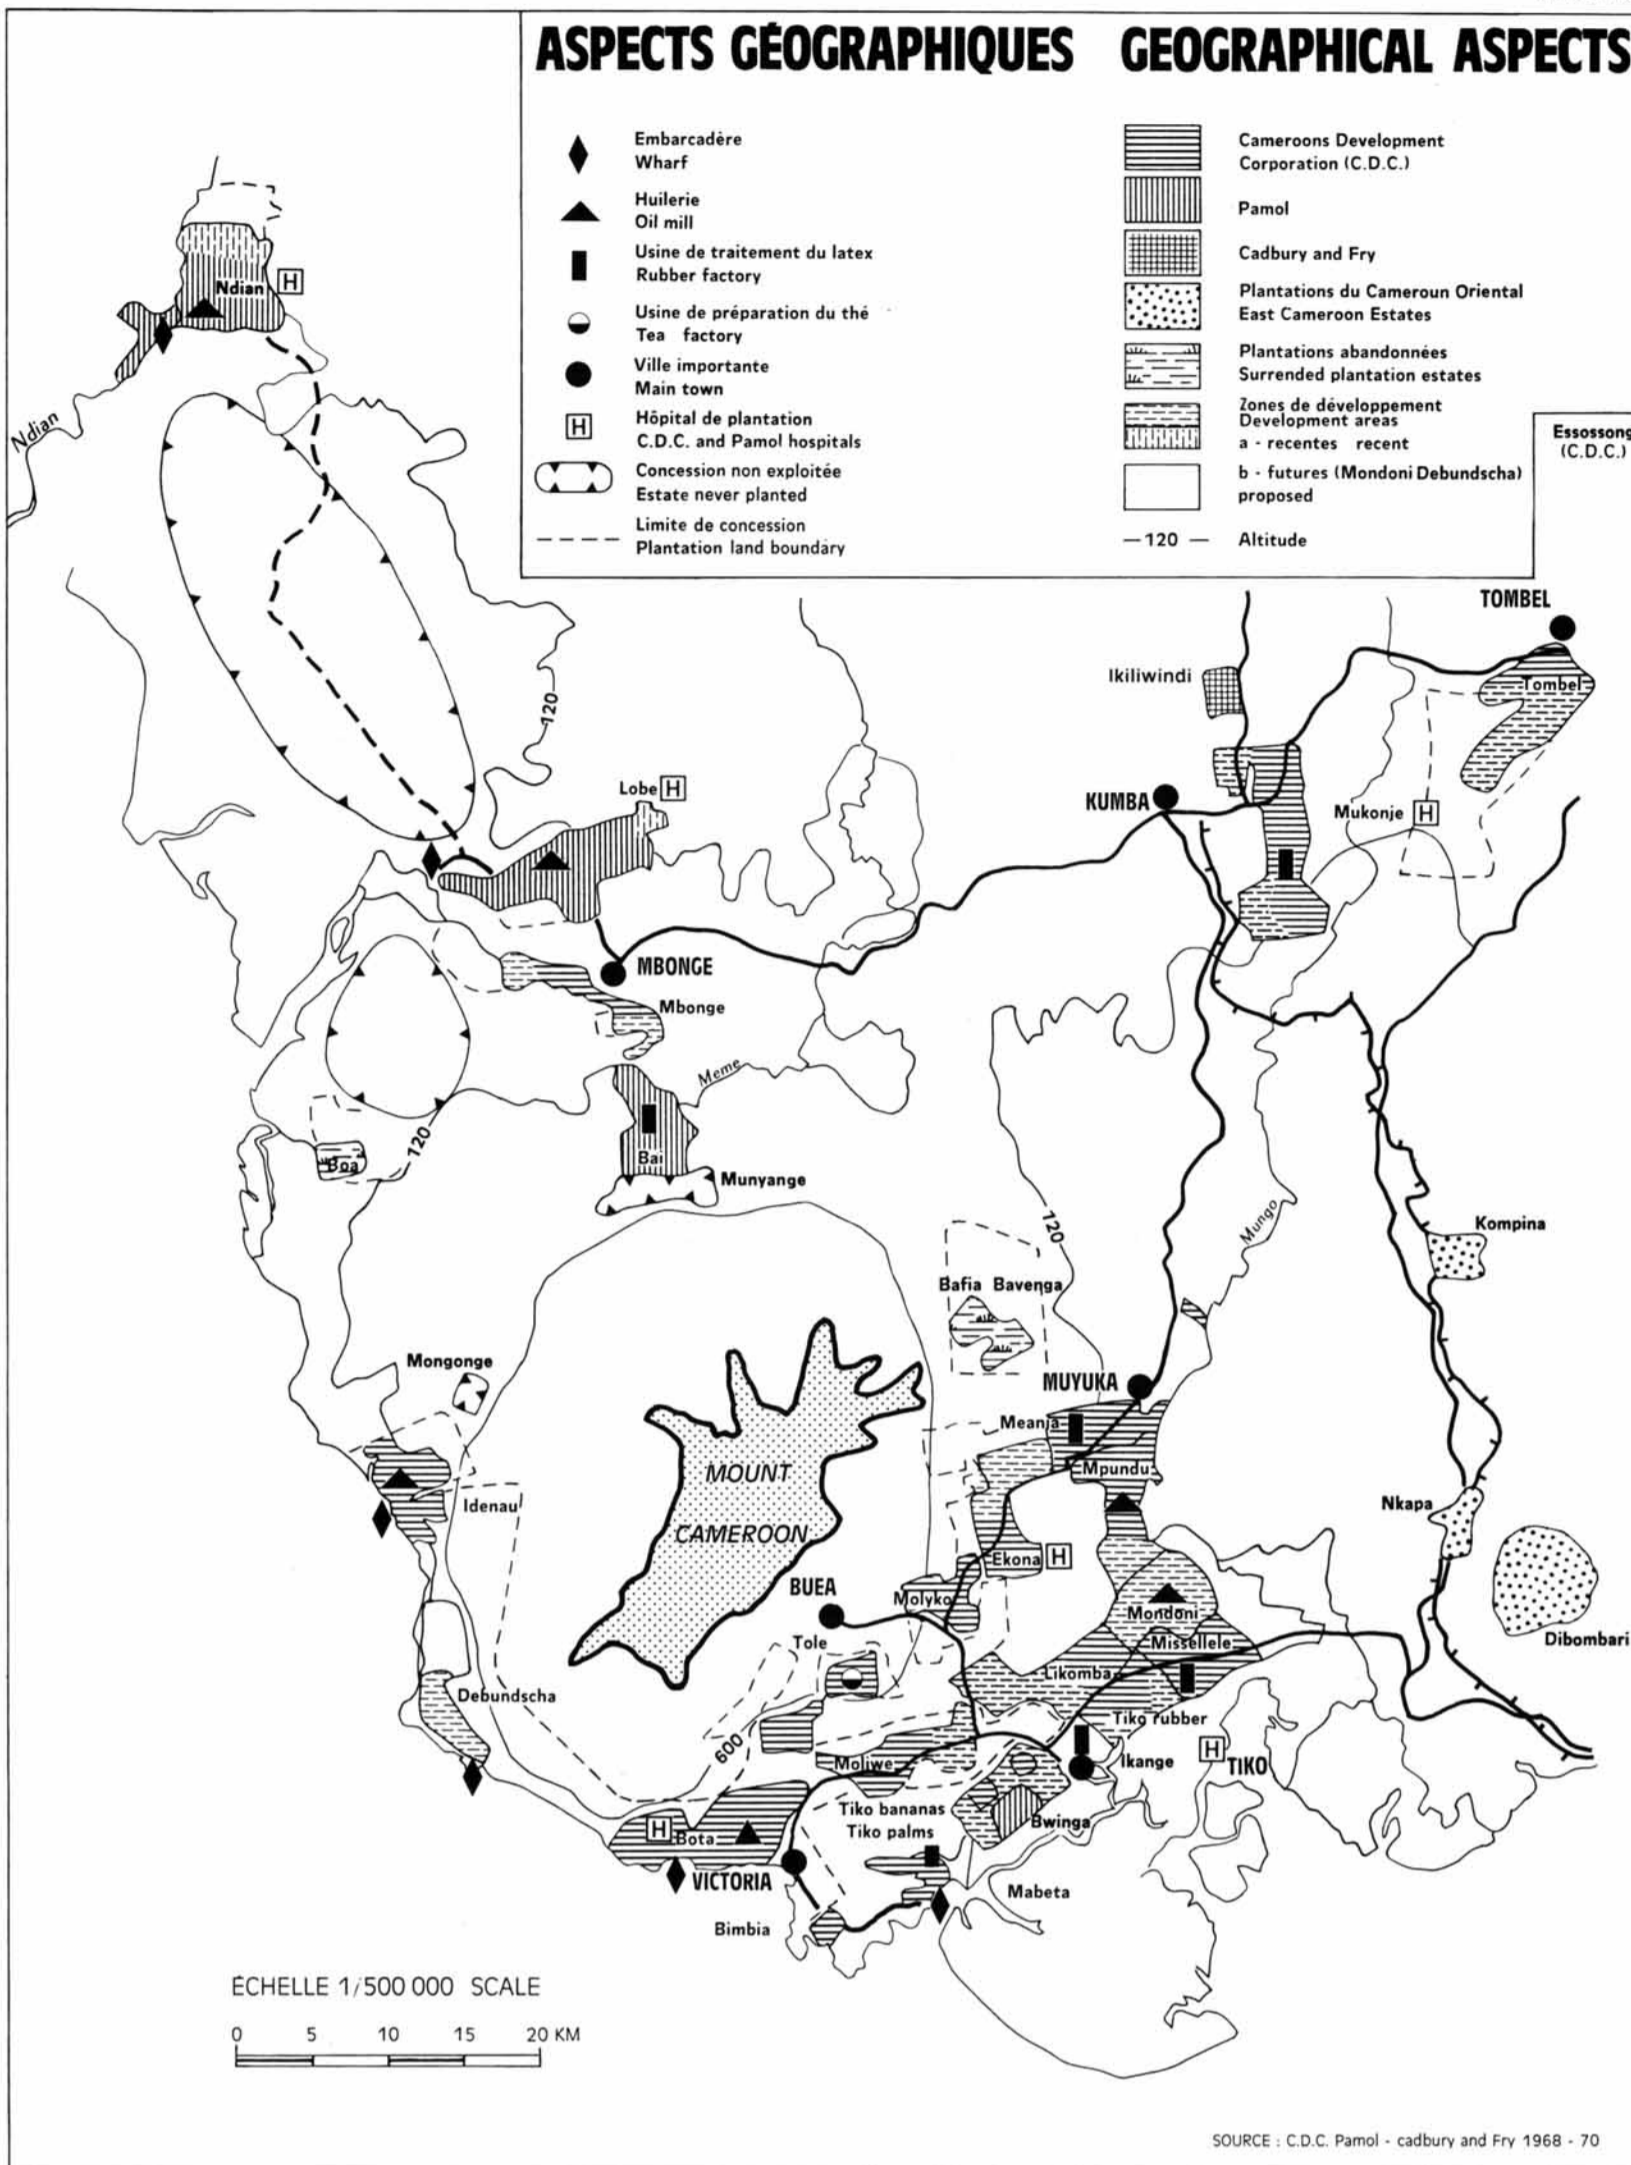 ASPECTS GÉOGRAPHIQUES GEOGRAPHICAL ASPECTS
Embarcadère
Wharf
Huilerie
Oil mill
Usine de traitement du latex
Rubber factory
Usine de préparation du thé
Tea factory
Ville importante
Main town
H
Hôpital de plantation
C.D.C. and Pamol hospitals
Concession non exploitée
Estate never planted
Limite de concession
Plantation land boundary
Cameroons Development
Corporation (C.D.C.)
Pamol
Cadbury and Fry
Plantations du Cameroun Oriental
East Cameroon Estates
Plantations abandonnées
Surrended plantation estates
Zones de développement
Development areas
a - recentes recent
b - futures (Mondoni Debundscha)
proposed
—120— Altitude
Essossong
(C.D.C.)
Ndian H
Ndian
TOMBEL
Ikiliwindi
Tombel
120
Lobe H
KUMBA
Mukonje H
MBONGE
Mbonge
Meme
120
Boa
Bai
Munyange
120
Mungo
Kompina
Bafia Bavenga
Mongonge
MUYUKA
Meanja
MOUNT
CAMEROON
Mpundu
Idenau
Nkapa
Ekona H
BUEA
Molyko
Mondoni
Tole
Missellele
Dibombari
Likomba
Debundscha
Tiko rubber
600
Moliwe
Ikange
H
TIKO
Tiko bananas
Tiko palms
Bwinga
H
Bota
VICTORIA
Mabeta
Bimbia
ÉCHELLE 1/500 000 SCALE
0 5 10 15 20 KM
SOURCE : C.D.C. Pamol - cadbury and Fry 1968 - 70